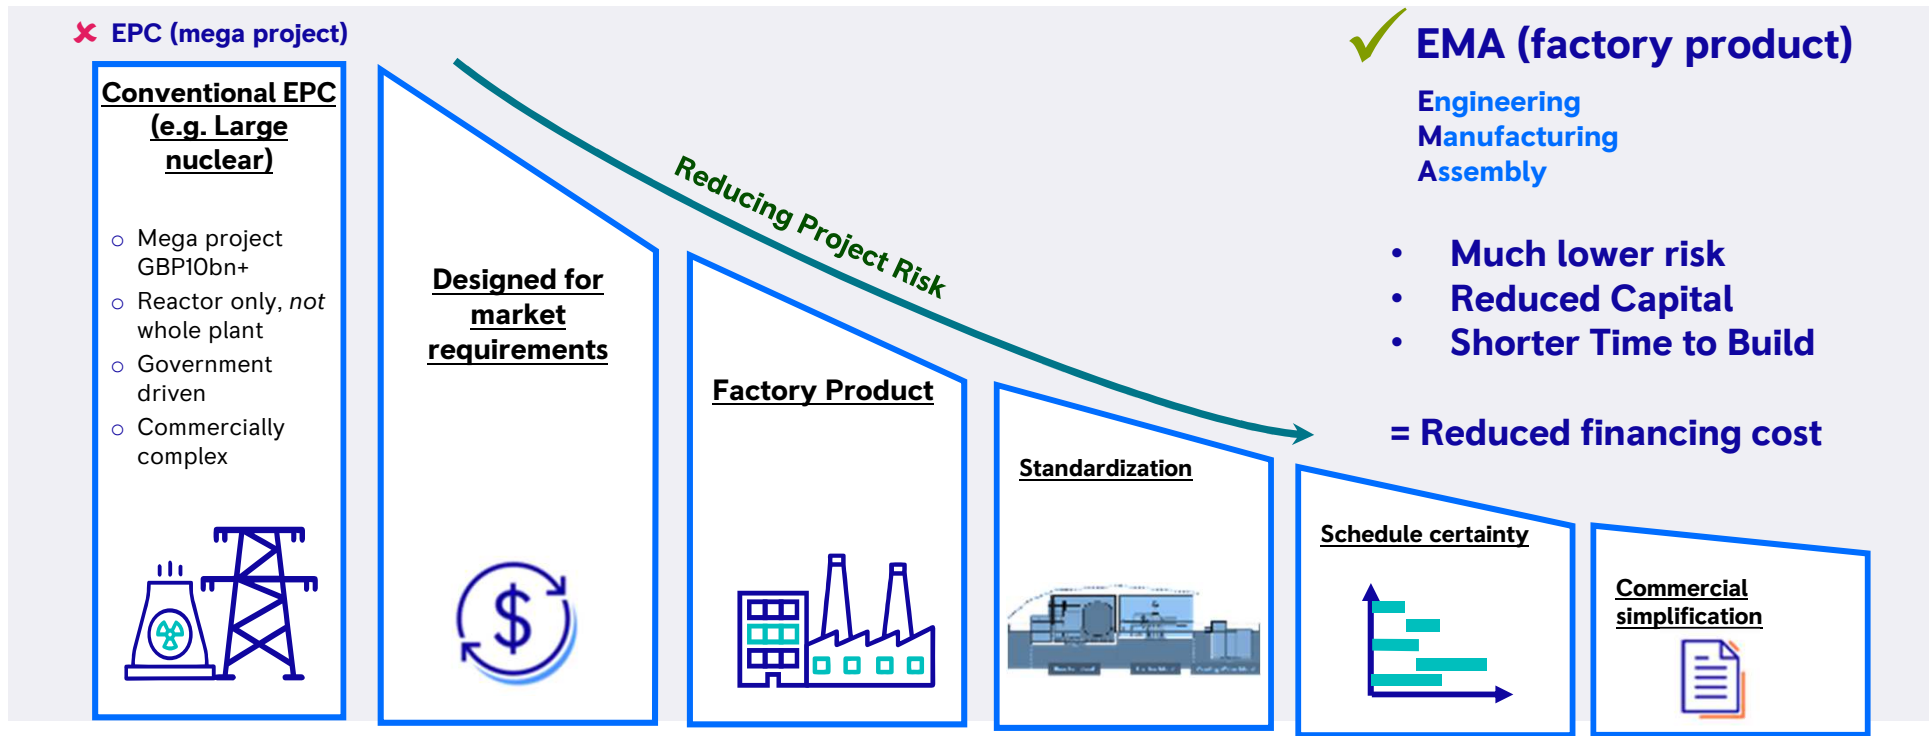 ✘ EPC (mega project)
Conventional EPC
(e.g. Large
nuclear)
○ Mega project
GBP10bn+
○ Reactor only, not
whole plant
○ Government
driven
○ Commercially
complex
Designed for
market
requirements
Factory Product
Standardization
Schedule certainty
Commercial
simplification
Reducing Project Risk
✓ EMA (factory product)
Engineering
Manufacturing
Assembly
• Much lower risk
• Reduced Capital
• Shorter Time to Build
= Reduced financing cost
$